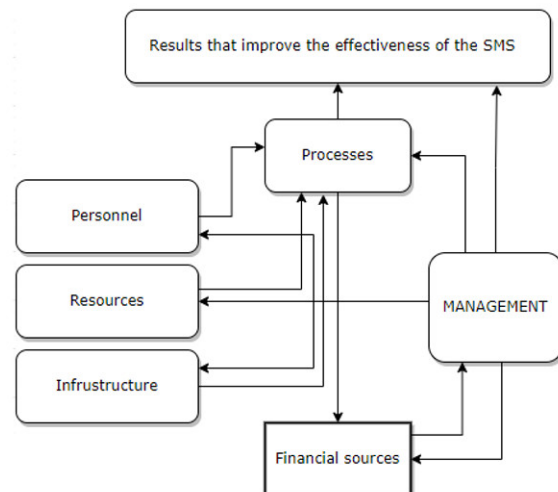 Results that improve the effectiveness of the SMS
Processes
Personnel
Resources
MANAGEMENT
Infrustructure
Financial sources